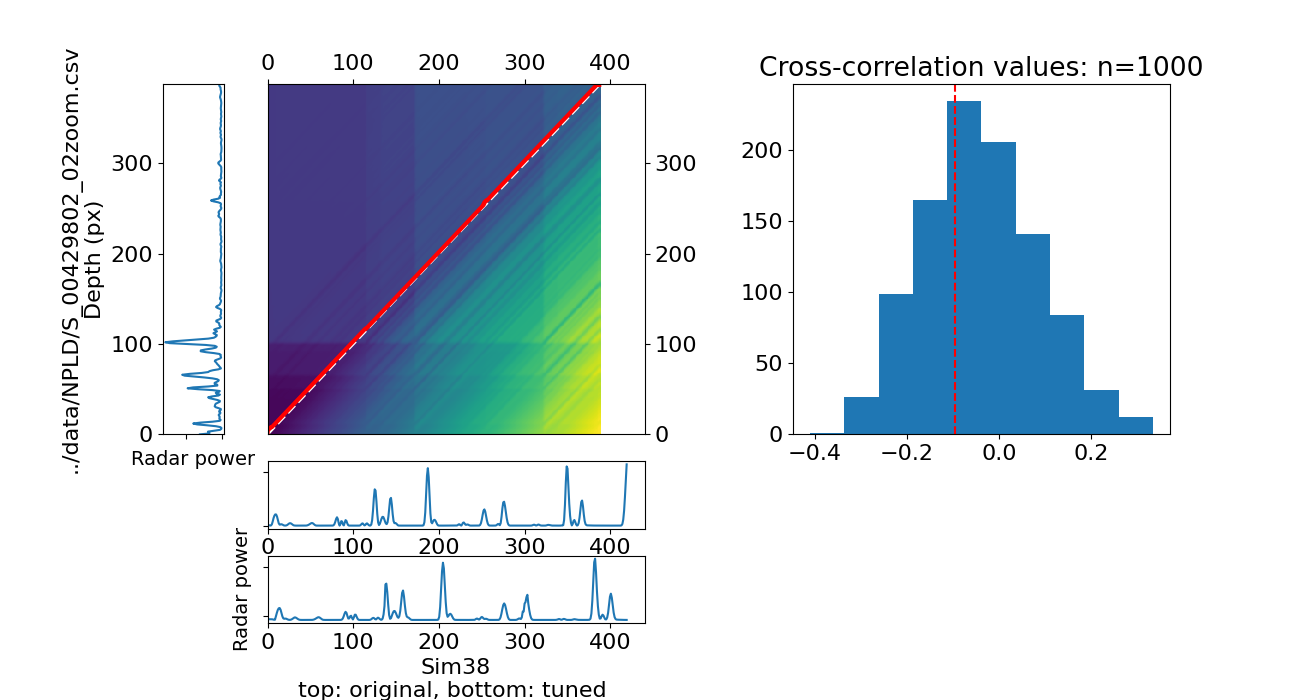 Cross-correlation values: n=1000
0 100 200 300 400
../data/NPLD/S_00429802_02zoom.csv
Depth (px)
300
200
100
0
300
200
100
0
200
150
100
50
0
−0.4 −0.2 0.0 0.2
Radar power
0 100 200 300 400
Radar power
0 100 200 300 400
Sim38
top: original, bottom: tuned